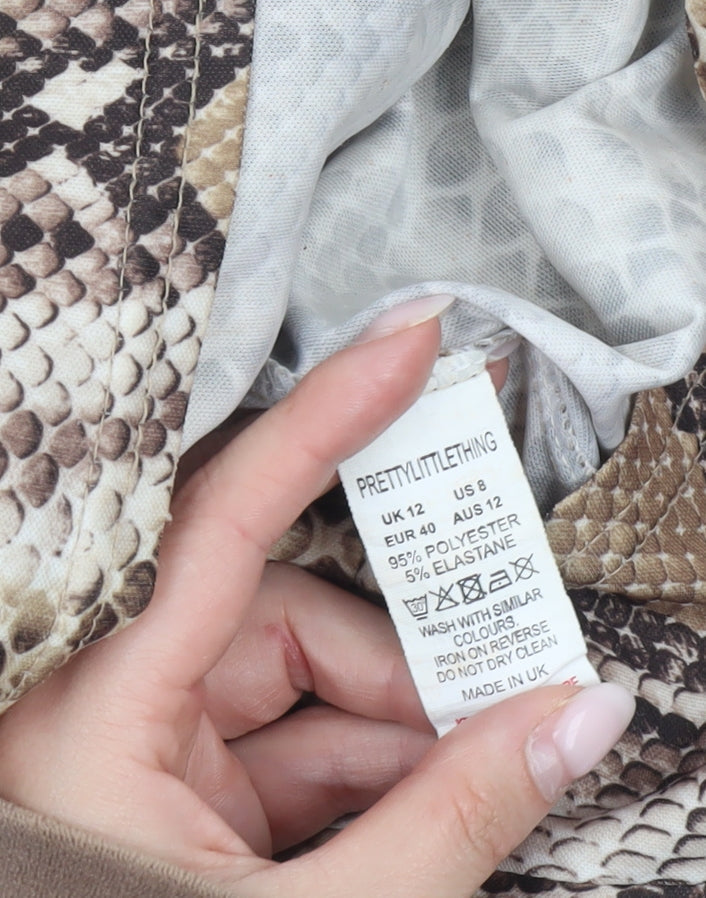 PRETTYLITTLETHING
UK 12 US 8
EUR 40 AUS 12
95% POLYESTER
5% ELASTANE
30
WASH WITH SIMILAR
COLOURS.
IRON ON REVERSE
DO NOT DRY CLEAN
MADE IN UK